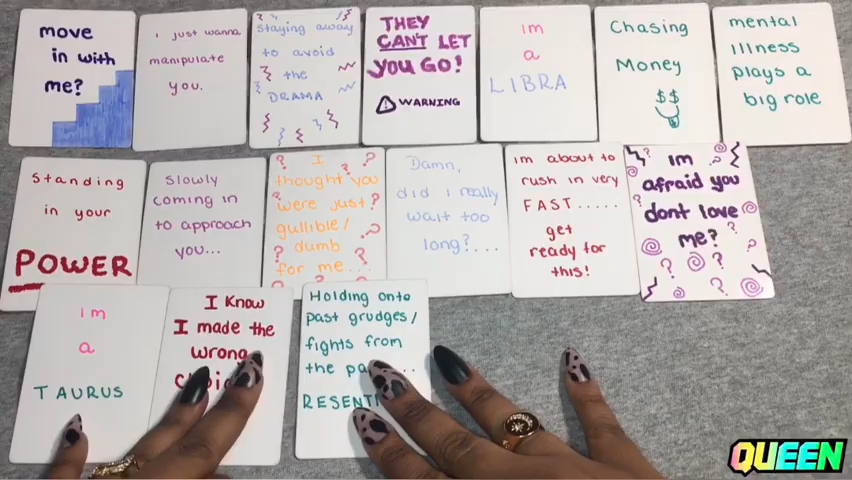 move
in with
me?
i just wanna
manipulate
you.
Staying away
to avoid
the
DRAMA
THEY
CAN'T LET
YOU GO!
WARNING
im
a
LIBRA
Chasing
Money
$$
mental
illness
plays a
big role
Standing
in your
POWER
Slowly
coming in
to approach
you...
I
thought you
were just
gullible/
dumb
for me...
Damn,
did i really
wait too
long?...
im about to
rush in very
FAST.....
get
ready for
this!
im
afraid you
dont love
me?
im
a
TAURUS
I Know
I made the
wrong
Holding onto
past grudges/
fights from
the
QUEEN